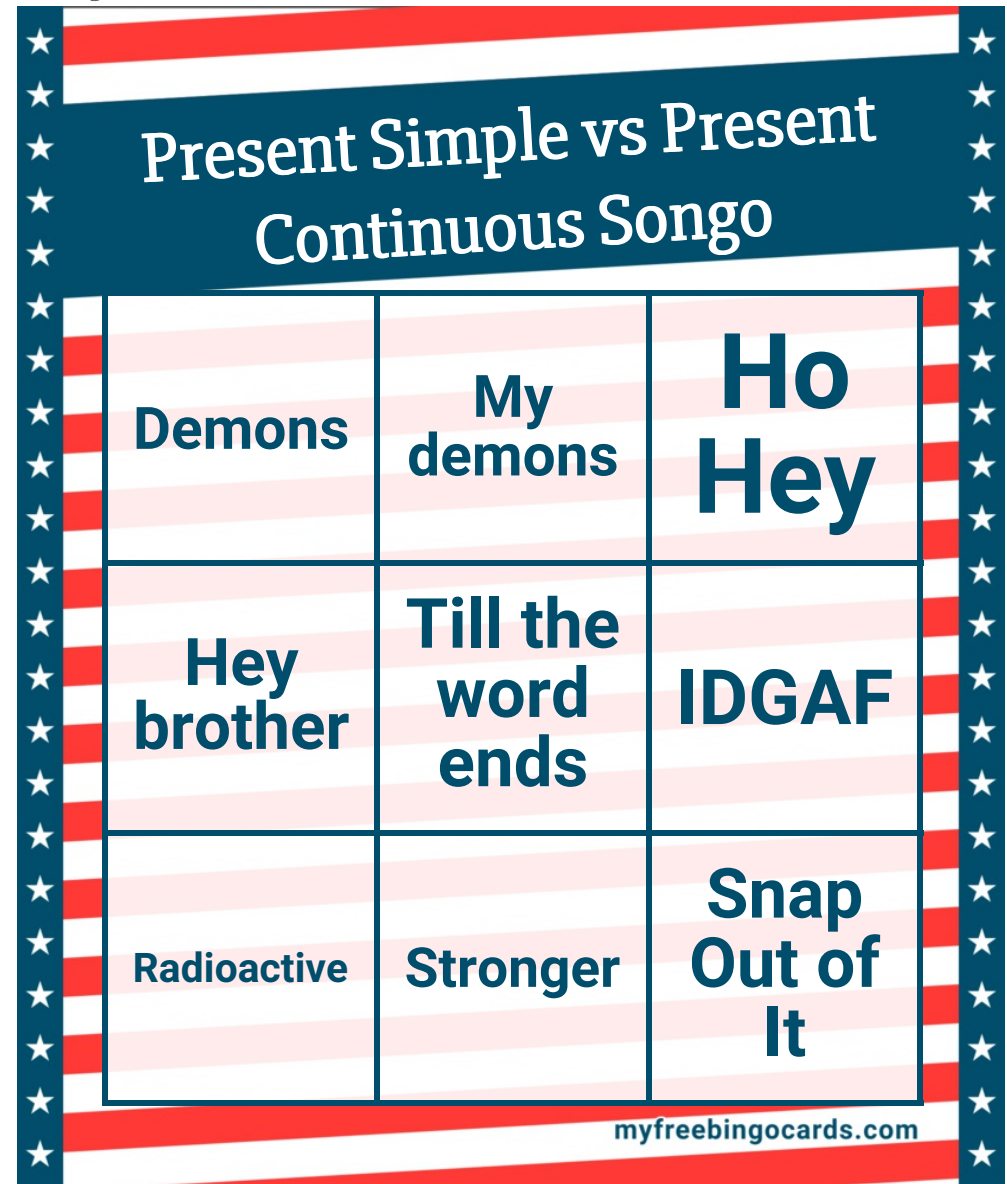 Present Simple vs Present
Continuous Songo
Demons
My
demons
Ho
Hey
Hey
brother
Till the
word
ends
IDGAF
Radioactive
Stronger
Snap
Out of
It
myfreebingocards.com